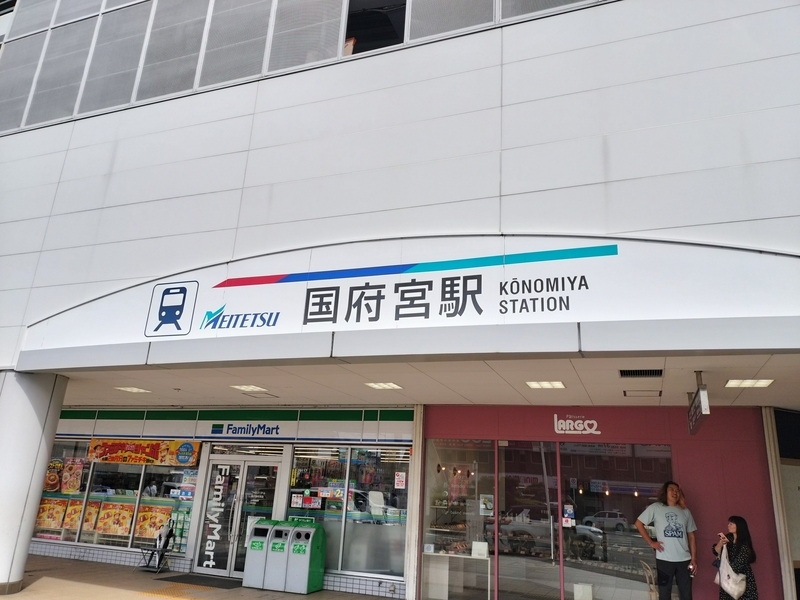 MEITETSU
国府宮駅
KŌNOMIYA
STATION
FamilyMart
LARGO
FamilyMart
SPAM